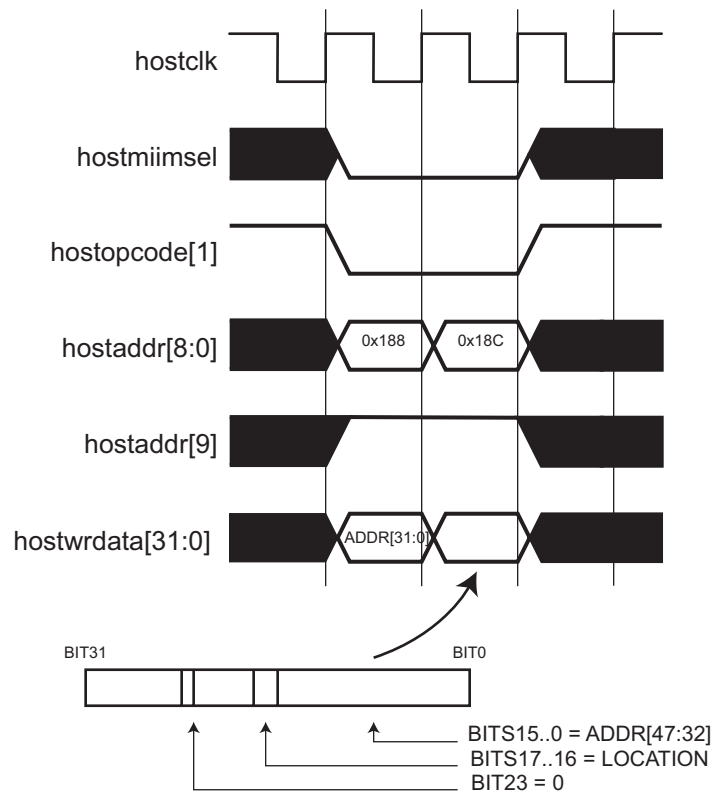 hostclk
hostmiimsel
hostopcode[1]
hostaddr[8:0]
0x188
0x18C
hostaddr[9]
hostwrdata[31:0]
ADDR[31:0]
BIT31
BIT0
BITS15..0 = ADDR[47:32]
BITS17..16 = LOCATION
BIT23 = 0